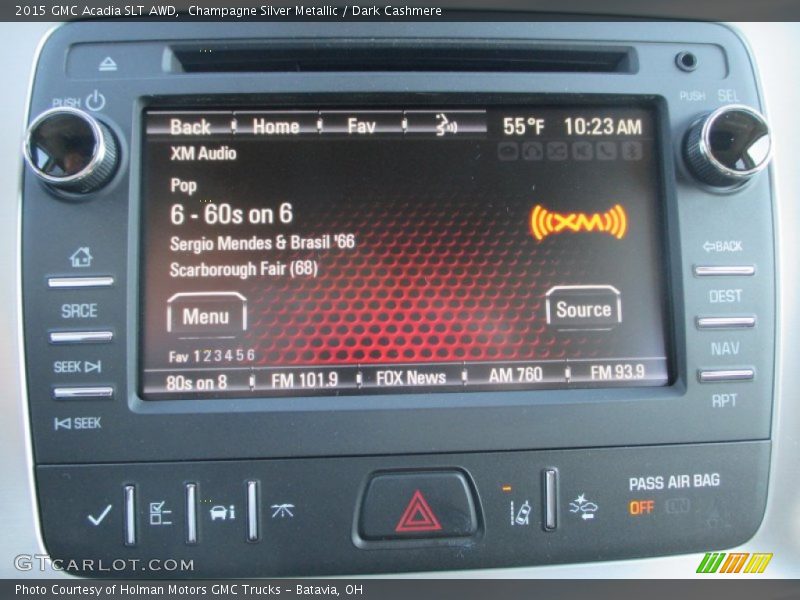 2015 GMC Acadia SLT AWD,  Champagne Silver Metallic / Dark Cashmere
PUSH
PUSH SEL
Back Home Fav 55°F 10:23 AM
XM Audio
Pop
6 - 60s on 6
XM
Sergio Mendes & Brasil '66
Scarborough Fair (68)
BACK
SRCE
DEST
Menu
Source
SEEK
NAV
Fav 1 2 3 4 5 6
80s on 8 FM 101.9 FOX News AM 760 FM 93.9
SEEK
RPT
PASS AIR BAG
OFF ON
GTCARLOT.COM
Photo Courtesy of Holman Motors GMC Trucks - Batavia, OH